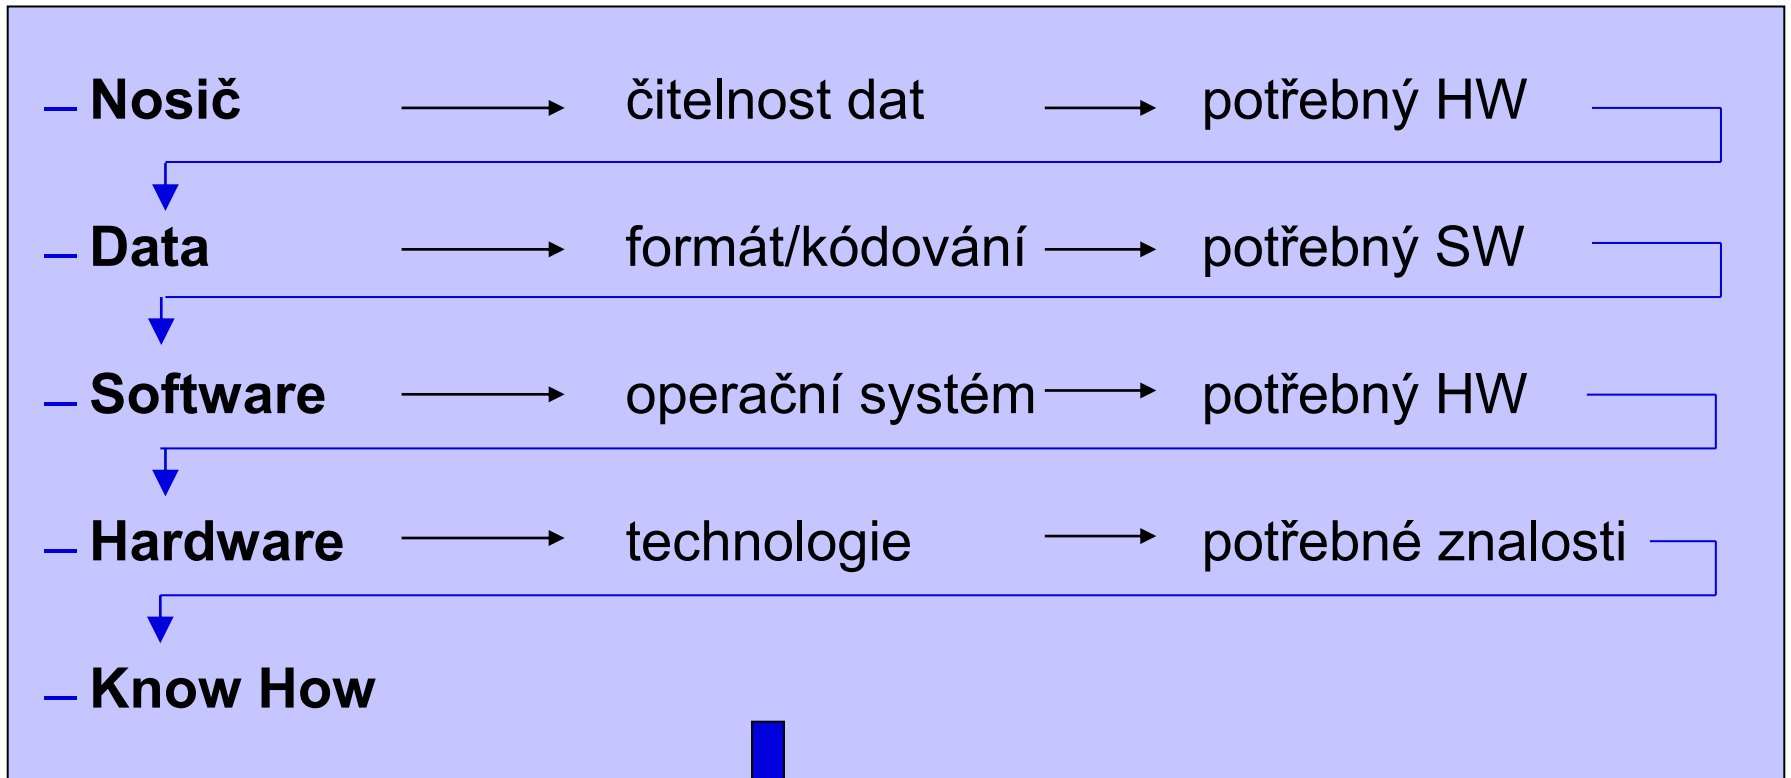 – Nosič → čitelnost dat → potřebný HW
– Data → formát/kódování → potřebný SW
– Software → operační systém → potřebný HW
– Hardware → technologie → potřebné znalosti
– Know How